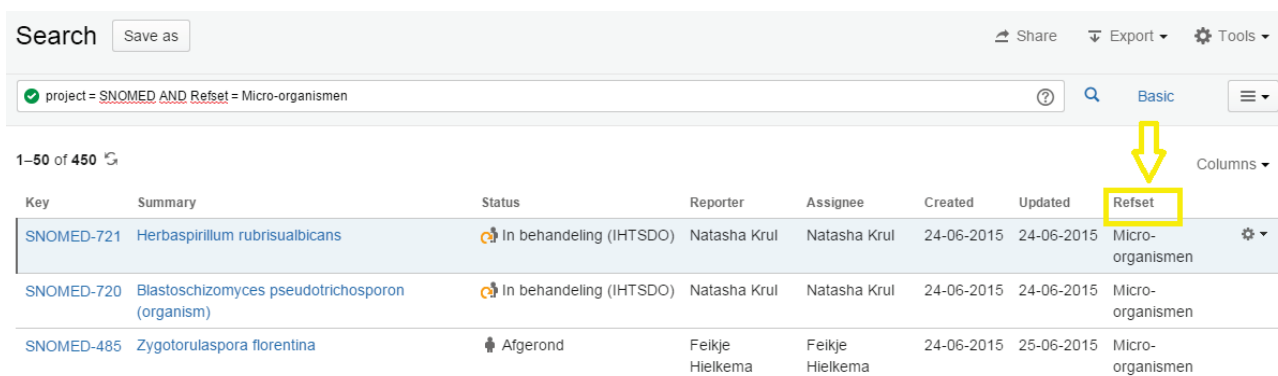 Search Save as Share Export Tools
project = SNOMED AND Refset = Micro-organismen ? Basic
1–50 of 450 Columns
Key Summary Status Reporter Assignee Created Updated Refset
SNOMED-721 Herbaspirillum rubrisualbicans In behandeling (IHTSDO) Natasha Krul Natasha Krul 24-06-2015 24-06-2015 Micro-
organismen
SNOMED-720 Blastoschizomyces pseudotrichosporon In behandeling (IHTSDO) Natasha Krul Natasha Krul 24-06-2015 24-06-2015 Micro-
(organism) organismen
SNOMED-485 Zygotorulaspora florentina Afgerond Feikje Feikje 24-06-2015 25-06-2015 Micro-
Hielkema Hielkema organismen